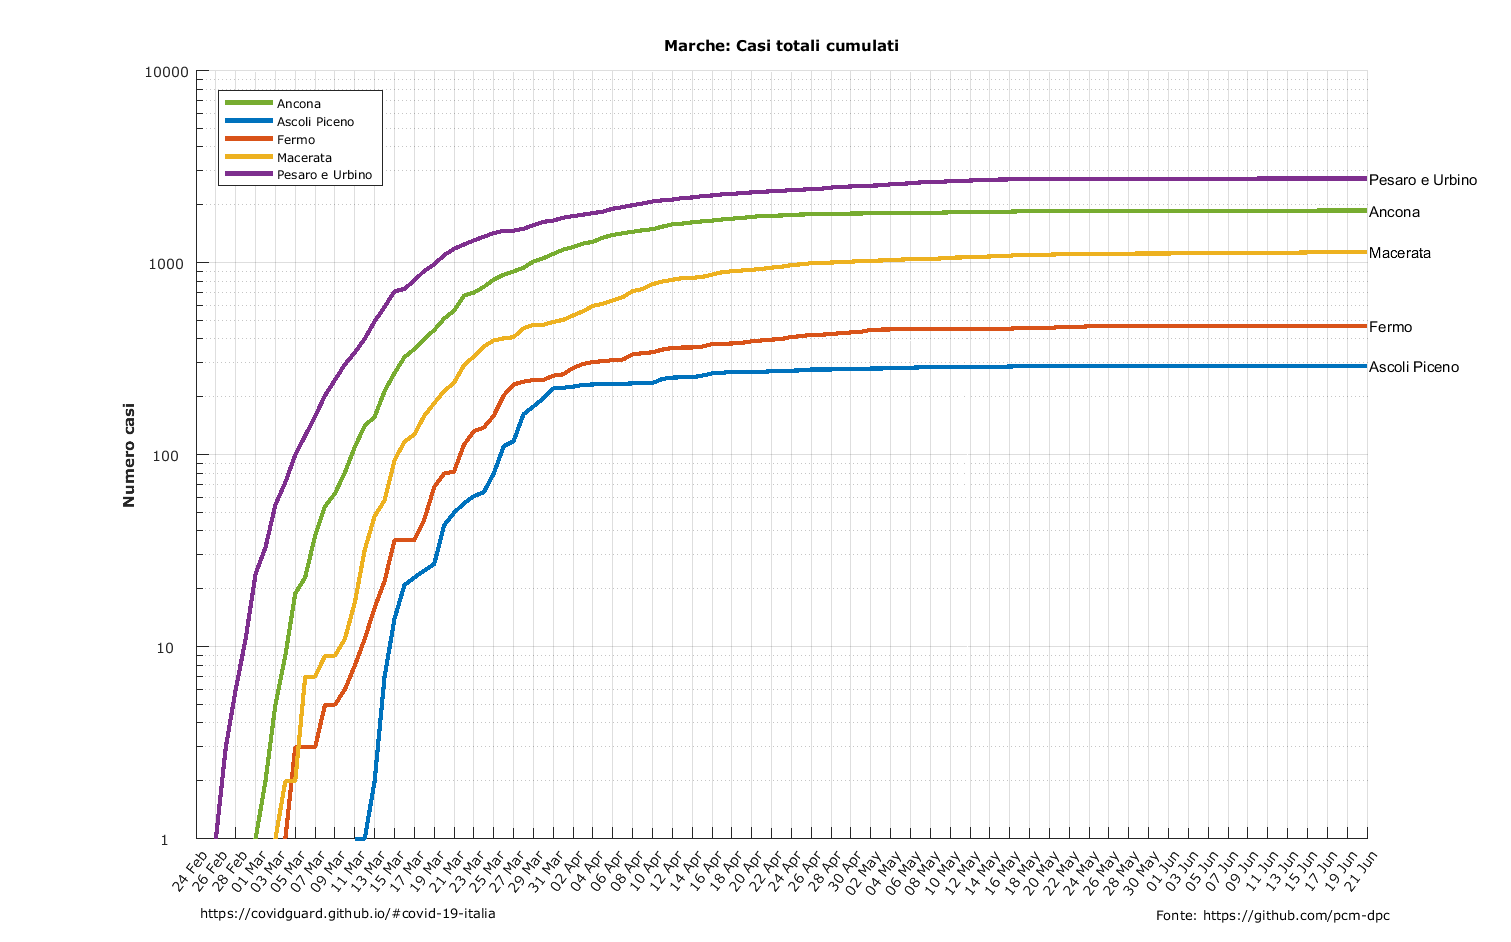 Marche: Casi totali cumulati
10000
1000
100
10
1
Numero casi
Ancona
Ascoli Piceno
Fermo
Macerata
Pesaro e Urbino
Pesaro e Urbino
Ancona
Macerata
Fermo
Ascoli Piceno
24 Feb
26 Feb
28 Feb
01 Mar
03 Mar
05 Mar
07 Mar
09 Mar
11 Mar
13 Mar
15 Mar
17 Mar
19 Mar
21 Mar
23 Mar
25 Mar
27 Mar
29 Mar
31 Mar
02 Apr
04 Apr
06 Apr
08 Apr
10 Apr
12 Apr
14 Apr
16 Apr
18 Apr
20 Apr
22 Apr
24 Apr
26 Apr
28 Apr
30 Apr
02 May
04 May
06 May
08 May
10 May
12 May
14 May
16 May
18 May
20 May
22 May
24 May
26 May
28 May
30 May
01 Jun
03 Jun
05 Jun
07 Jun
09 Jun
11 Jun
13 Jun
15 Jun
17 Jun
19 Jun
21 Jun
https://covidguard.github.io/#covid-19-italia
Fonte: https://github.com/pcm-dpc